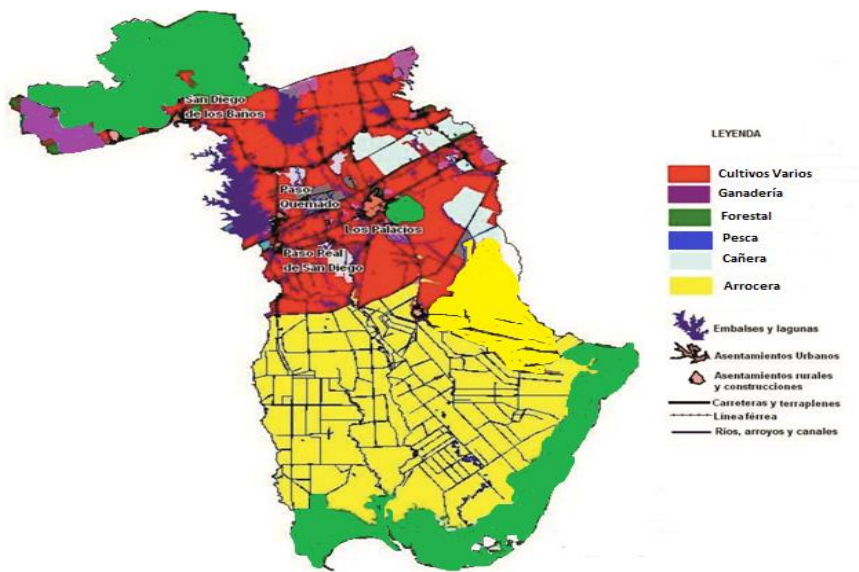 San Diego
de los Baños
Paso
Quemado
Los Palacios
Paso Real
de San Diego
LEYENDA
Cultivos Varios
Ganadería
Forestal
Pesca
Cañera
Arrocera
Embalses y lagunas
Asentamientos Urbanos
Asentamientos rurales
y construcciones
Carreteras y terraplenes
Línea férrea
Ríos, arroyos y canales